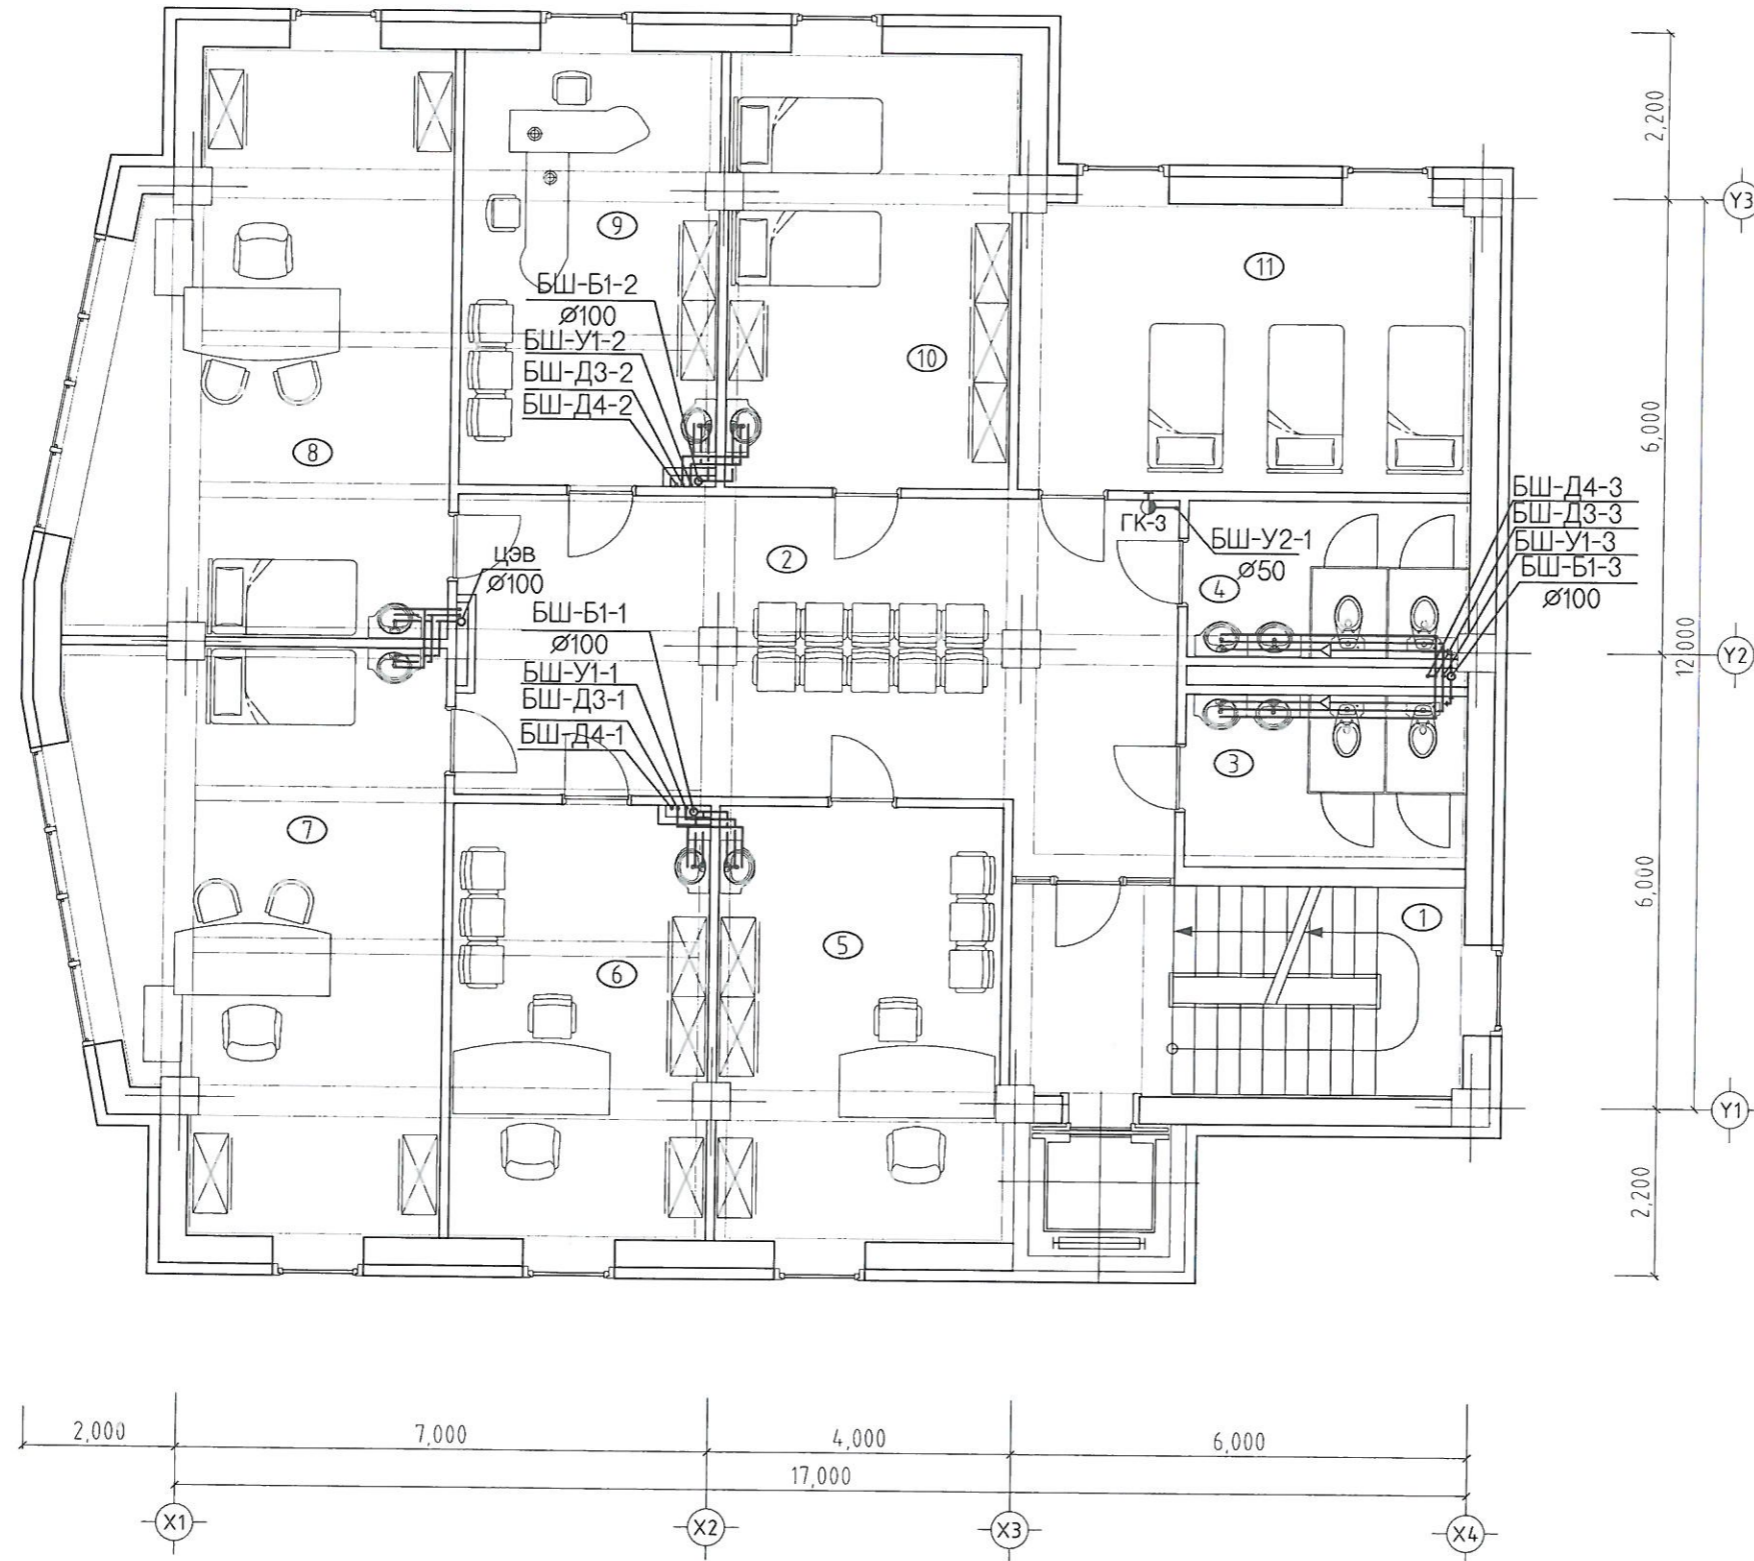 2,200
Y3
9
11
БШ-Б1-2
Ø100
БШ-У1-2
БШ-Д3-2
БШ-Д4-2
10
6,000
8
БШ-Д4-3
БШ-Д3-3
БШ-У1-3
БШ-Б1-3
Ø100
ГК-3
БШ-У2-1
Ø50
2
4
ЦЭВ
Ø100
БШ-Б1-1
Ø100
БШ-У1-1
БШ-Д3-1
БШ-Д4-1
12,000
Y2
3
7
6,000
1
5
6
Y1
2,200
2,000
7,000
4,000
6,000
17,000
X1
X2
X3
X4